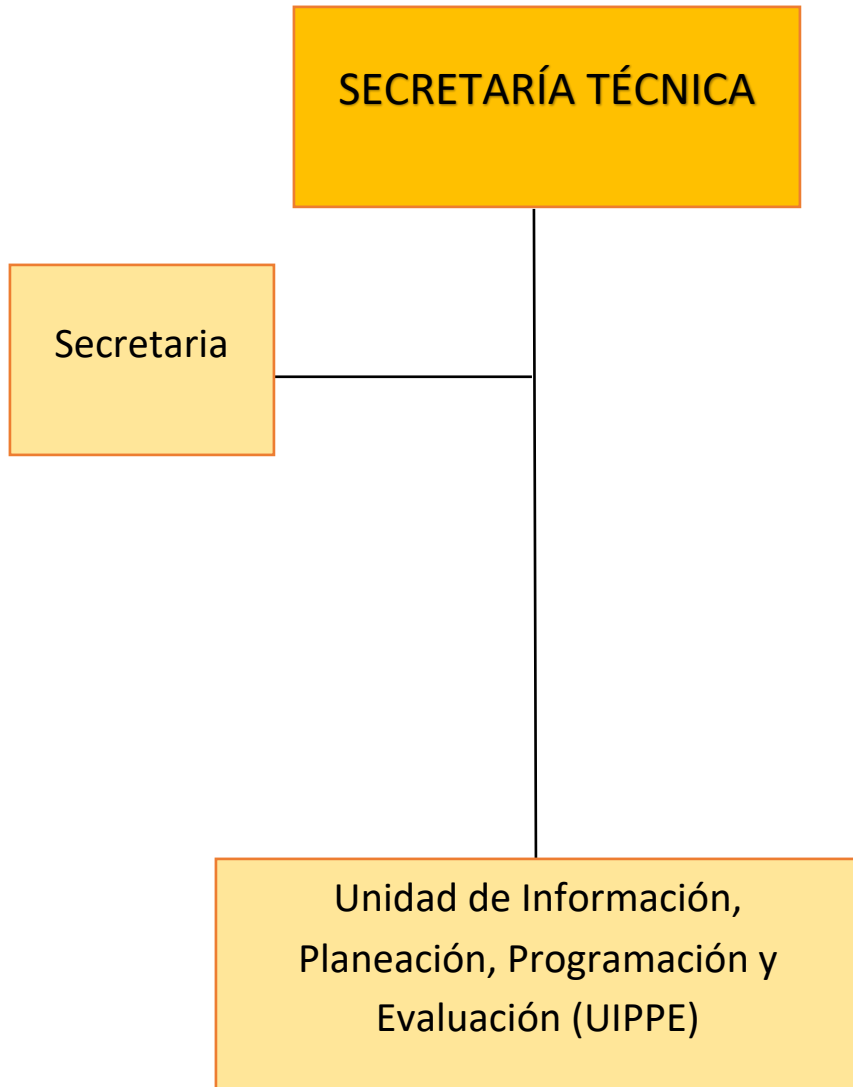 SECRETARÍA TÉCNICA
Secretaria
Unidad de Información,
Planeación, Programación y
Evaluación (UIPPE)